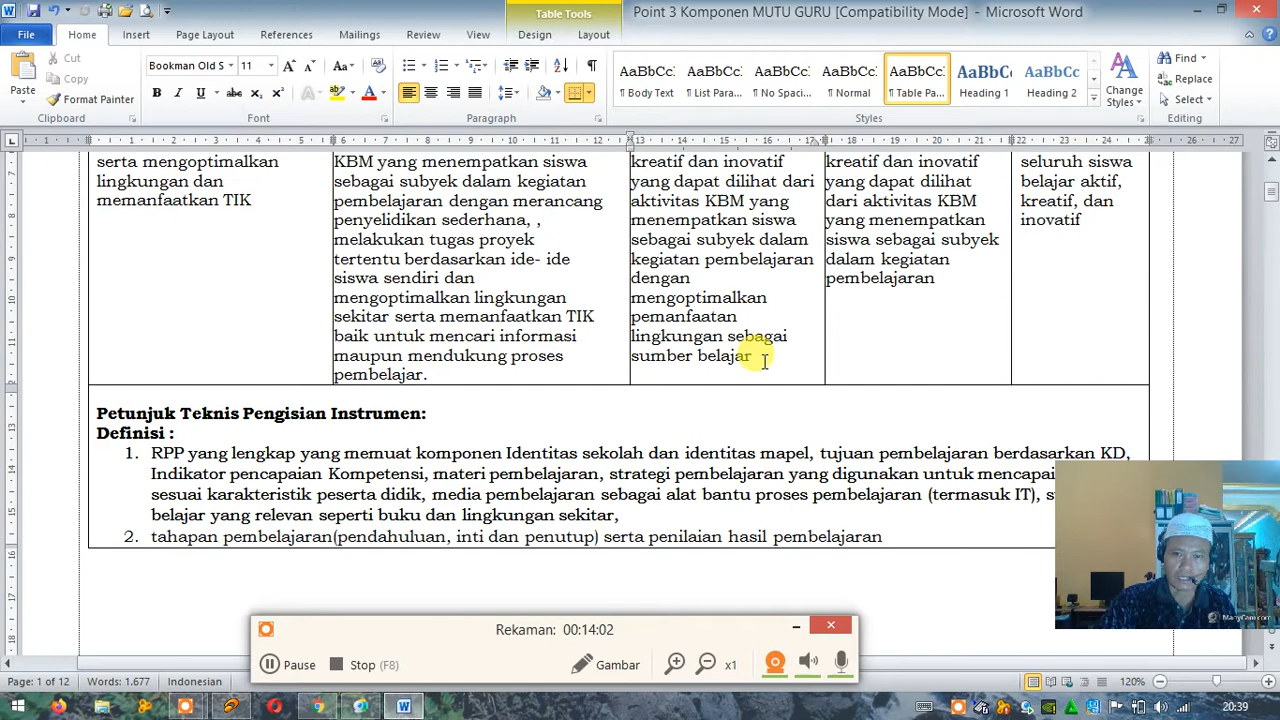 Table Tools
Point 3 Komponen MUTU GURU [Compatibility Mode] - Microsoft Word
File Home Insert Page Layout References Mailings Review View Design Layout
Paste
Cut
Copy
Format Painter
Clipboard
Bookman Old S 11
Font
Paragraph
AaBbCc AaBbCc AaBbCc AaBbCc AaBbCc AaBbCc AaBbCc
¶ Body Text ¶ List Para... ¶ No Spaci... ¶ Normal ¶ Table Pa... Heading 1 Heading 2
Change
Styles
Styles
Find
Replace
Select
Editing
serta mengoptimalkan
lingkungan dan
memanfaatkan TIK
KBM yang menempatkan siswa
sebagai subyek dalam kegiatan
pembelajaran dengan merancang
penyelidikan sederhana, ,
melakukan tugas proyek
tertentu berdasarkan ide- ide
siswa sendiri dan
mengoptimalkan lingkungan
sekitar serta memanfaatkan TIK
baik untuk mencari informasi
maupun mendukung proses
pembelajar.
kreatif dan inovatif
yang dapat dilihat dari
aktivitas KBM yang
menempatkan siswa
sebagai subyek dalam
kegiatan pembelajaran
dengan
mengoptimalkan
pemanfaatan
lingkungan sebagai
sumber belajar
kreatif dan inovatif
yang dapat dilihat
dari aktivitas KBM
yang menempatkan
siswa sebagai subyek
dalam kegiatan
pembelajaran
seluruh siswa
belajar aktif,
kreatif, dan
inovatif
Petunjuk Teknis Pengisian Instrumen:
Definisi :
1. RPP yang lengkap yang memuat komponen Identitas sekolah dan identitas mapel, tujuan pembelajaran berdasarkan KD,
Indikator pencapaian Kompetensi, materi pembelajaran, strategi pembelajaran yang digunakan untuk mencapai
sesuai karakteristik peserta didik, media pembelajaran sebagai alat bantu proses pembelajaran (termasuk IT),
belajar yang relevan seperti buku dan lingkungan sekitar,
2. tahapan pembelajaran(pendahuluan, inti dan penutup) serta penilaian hasil pembelajaran
ManyCam.com
Rekaman: 00:14:02
Pause Stop (F8) Gambar x1
Page: 1 of 12 Words: 1.677 Indonesian 120%
20:39